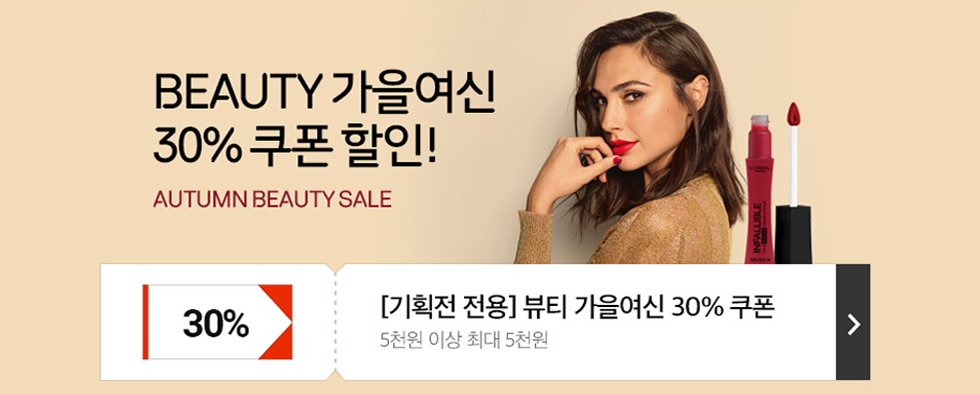 BEAUTY 가을여신
30% 쿠폰 할인!
AUTUMN BEAUTY SALE
L'ORÉAL
INFALLIBLE
30%
[기획전 전용] 뷰티 가을여신 30% 쿠폰
5천원 이상 최대 5천원